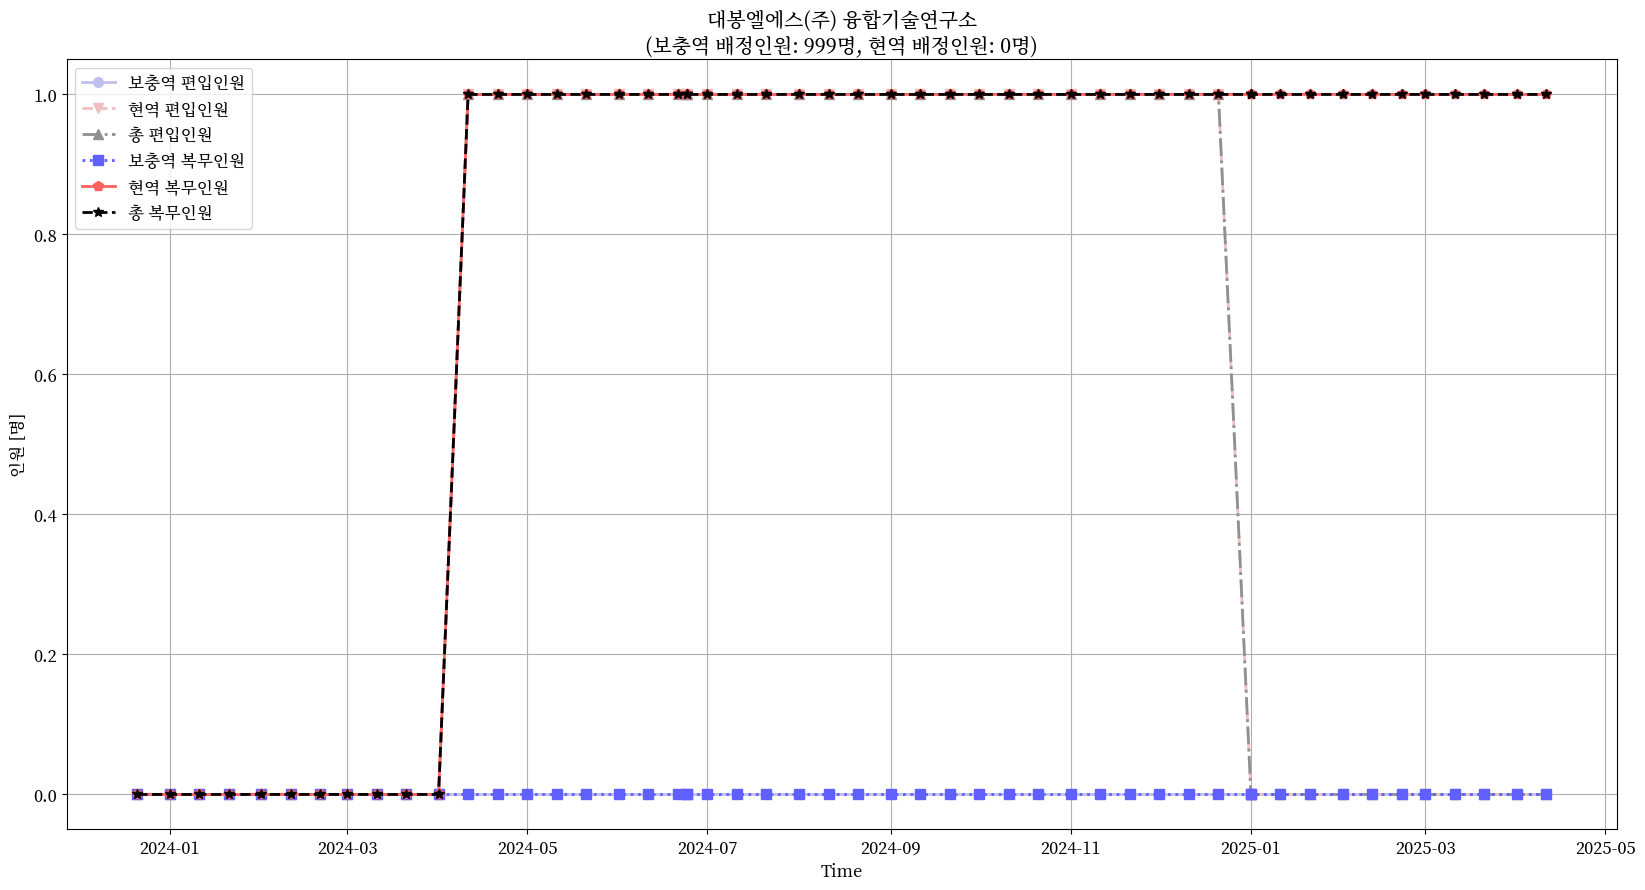 대봉엘에스(주) 융합기술연구소
(보충역 배정인원: 999명, 현역 배정인원: 0명)
보충역 편입인원
현역 편입인원
총 편입인원
보충역 복무인원
현역 복무인원
총 복무인원
인원 [명]
1.0
0.8
0.6
0.4
0.2
0.0
2024-01
2024-03
2024-05
2024-07
2024-09
2024-11
2025-01
2025-03
2025-05
Time